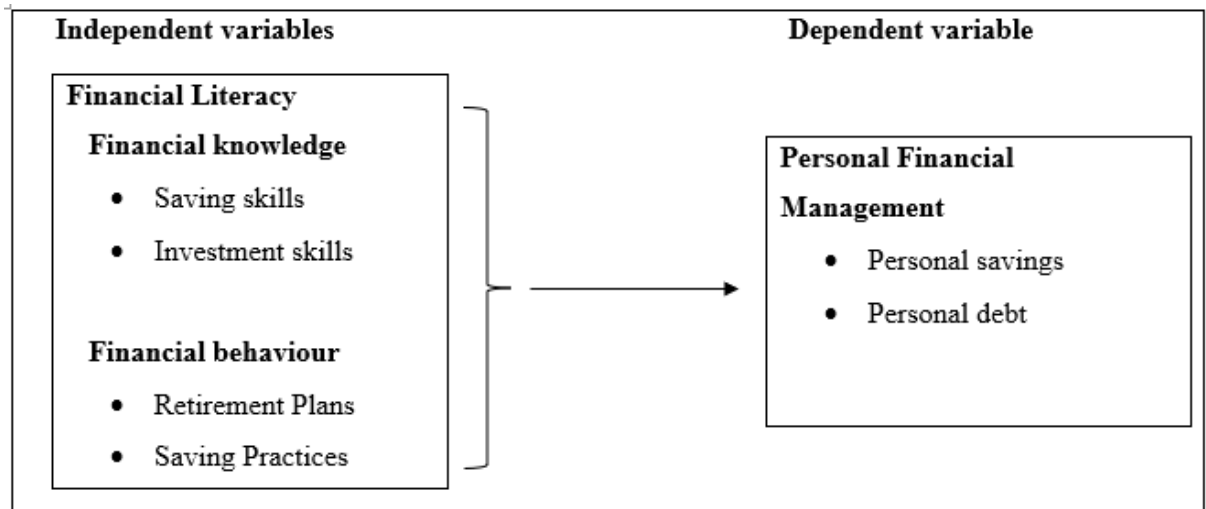 Independent variables
Dependent variable
Financial Literacy
Financial knowledge
• Saving skills
• Investment skills
Financial behaviour
• Retirement Plans
• Saving Practices
Personal Financial
Management
• Personal savings
• Personal debt